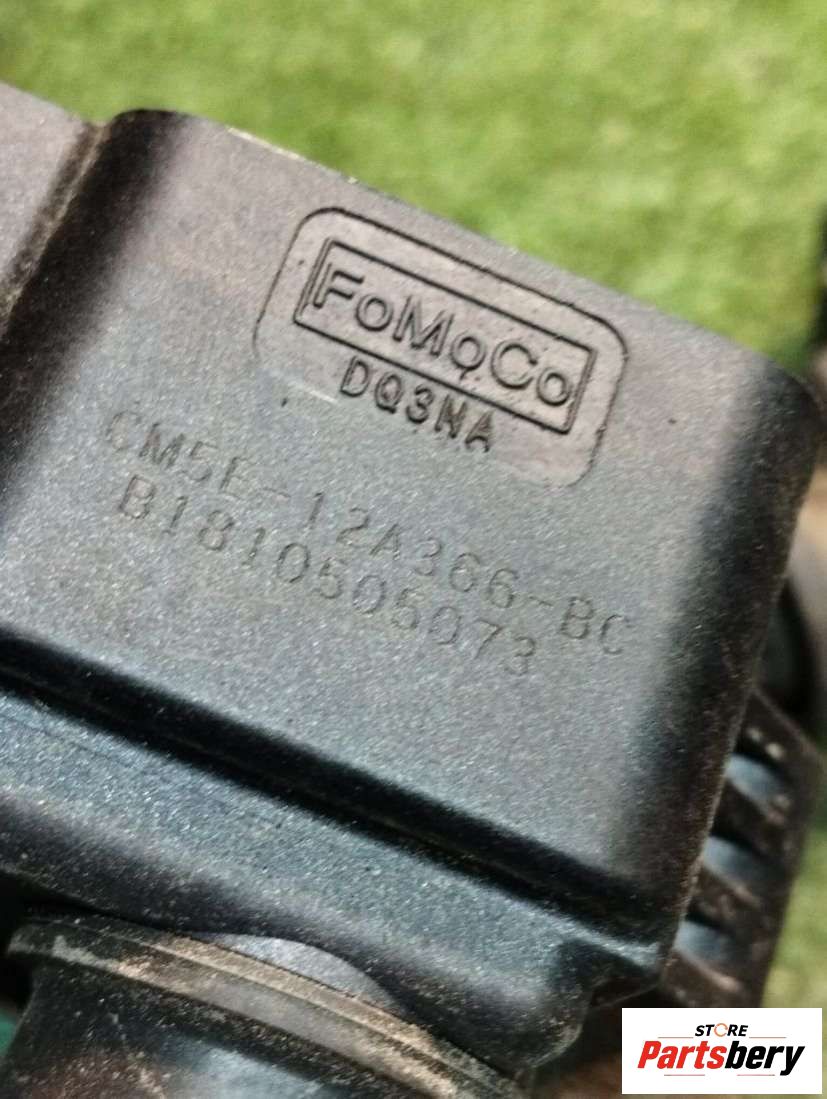 FoMoCo
DQ3NA
CM5E-12A366-BC
B1810505073
STORE
Partsbery